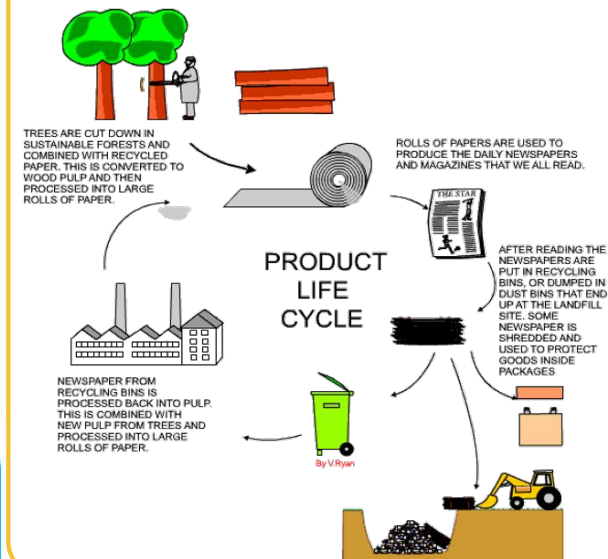 TREES ARE CUT DOWN IN
SUSTAINABLE FORESTS AND
COMBINED WITH RECYCLED
PAPER. THIS IS CONVERTED TO
WOOD PULP AND THEN
PROCESSED INTO LARGE
ROLLS OF PAPER.
ROLLS OF PAPERS ARE USED TO
PRODUCE THE DAILY NEWSPAPERS
AND MAGAZINES THAT WE ALL READ.
THE STAR
PRODUCT
LIFE
CYCLE
AFTER READING THE
NEWSPAPERS ARE
PUT IN RECYCLING
BINS, OR DUMPED IN
DUST BINS THAT END
UP AT THE LANDFILL
SITE. SOME
NEWSPAPER IS
SHREDDED AND
USED TO PROTECT
GOODS INSIDE
PACKAGES
NEWSPAPER FROM
RECYCLING BINS IS
PROCESSED BACK INTO PULP.
THIS IS COMBINED WITH
NEW PULP FROM TREES AND
PROCESSED INTO LARGE
ROLLS OF PAPER.
By V.Ryan